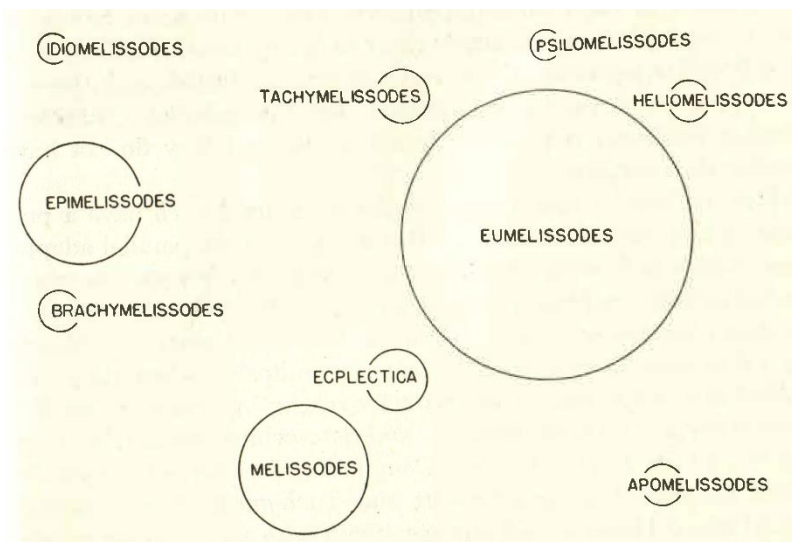 IDIOMELISSODES
PSILOMELISSODES
TACHYMELISSODES
HELIOMELISSODES
EPIMELISSODES
EUMELISSODES
BRACHYMELISSODES
ECPLECTICA
MELISSODES
APOMELISSODES